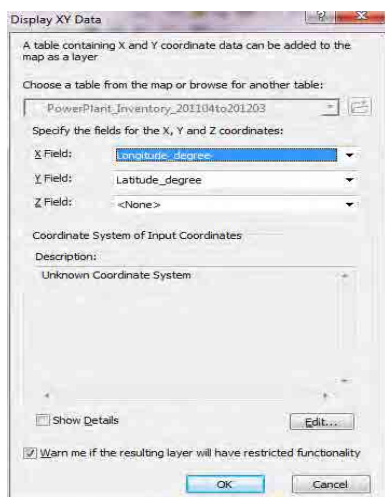 Display XY Data
A table containing X and Y coordinate data can be added to the
map as a layer
Choose a table from the map or browse for another table:
PowerPlant_Inventory_201104to201203
Specify the fields for the X, Y and Z coordinates:
X Field: Longitude_degree
Y Field: Latitude_degree
Z Field: <None>
Coordinate System of Input Coordinates
Description:
Unknown Coordinate System
Show Details Edit...
Warn me if the resulting layer will have restricted functionality
OK Cancel